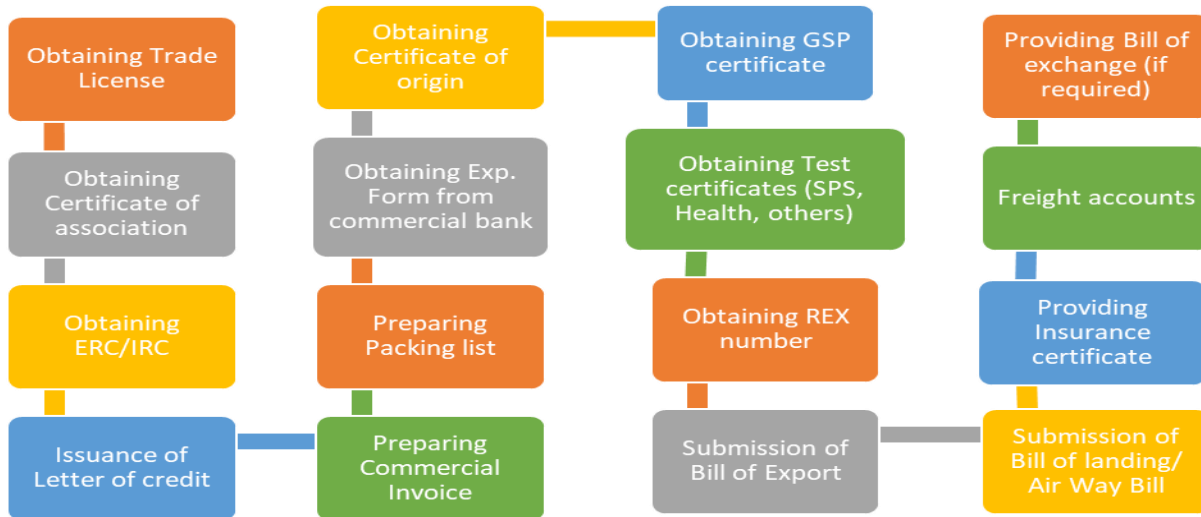 Obtaining Trade
License
Obtaining
Certificate of
association
Obtaining
ERC/IRC
Issuance of
Letter of credit
Preparing
Commercial
Invoice
Preparing
Packing list
Obtaining Exp.
Form from
commercial bank
Obtaining
Certificate of
origin
Obtaining GSP
certificate
Obtaining Test
certificates (SPS,
Health, others)
Obtaining REX
number
Submission of
Bill of Export
Submission of
Bill of landing/
Air Way Bill
Providing
Insurance
certificate
Freight accounts
Providing Bill of
exchange (if
required)